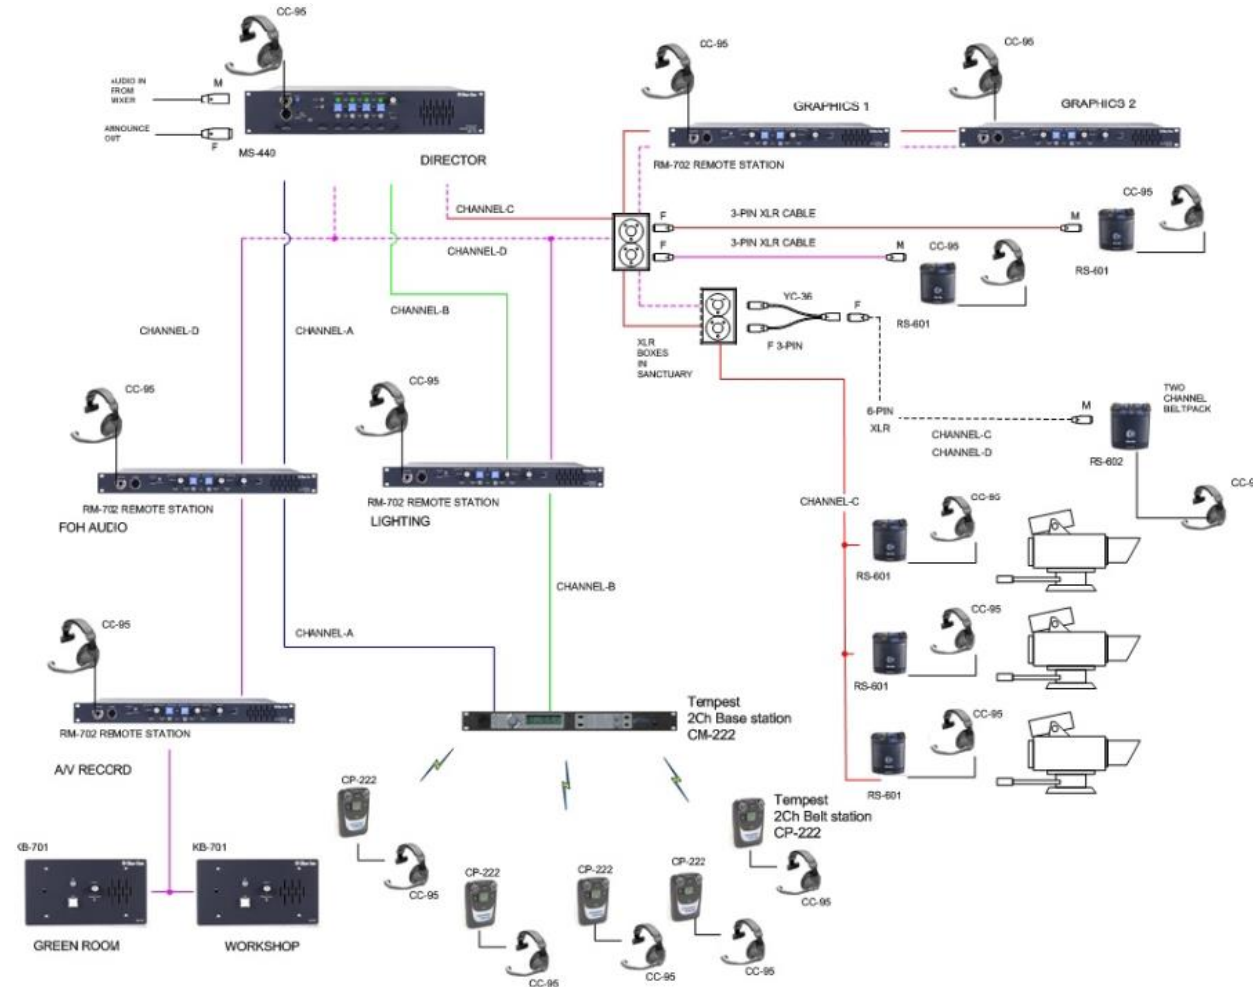 CC-95
AUDIO IN
FROM
MIXER
M
ANNOUNCE
OUT
F
MS-440
DIRECTOR
CC-95
GRAPHICS 1
CC-95
GRAPHICS 2
RM-702 REMOTE STATION
CHANNEL-C
CHANNEL-D
F
3-PIN XLR CABLE
M
CC-95
RS-601
F
3-PIN XLR CABLE
M
CC-95
RS-601
CHANNEL-D
CHANNEL-A
CHANNEL-B
XLR
BOXES
IN
SANCTUARY
YC-36
F 3-PIN
F
6-PIN
XLR
CHANNEL-C
CHANNEL-D
M
TWO
CHANNEL
BELTPACK
RS-602
CC-9
CC-95
RM-702 REMOTE STATION
FOH AUDIO
CC-95
RM-702 REMOTE STATION
LIGHTING
CHANNEL-B
CHANNEL-A
CHANNEL-C
CC-95
RS-601
CC-95
RS-601
CC-95
RS-601
CC-95
RM-702 REMOTE STATION
A/V RECORD
Tempest
2Ch Base station
CM-222
KB-701
GREEN ROOM
KB-701
WORKSHOP
CP-222
CC-95
CP-222
CC-95
CC-95
CP-222
CC-95
Tempest
2Ch Belt station
CP-222
CC-95